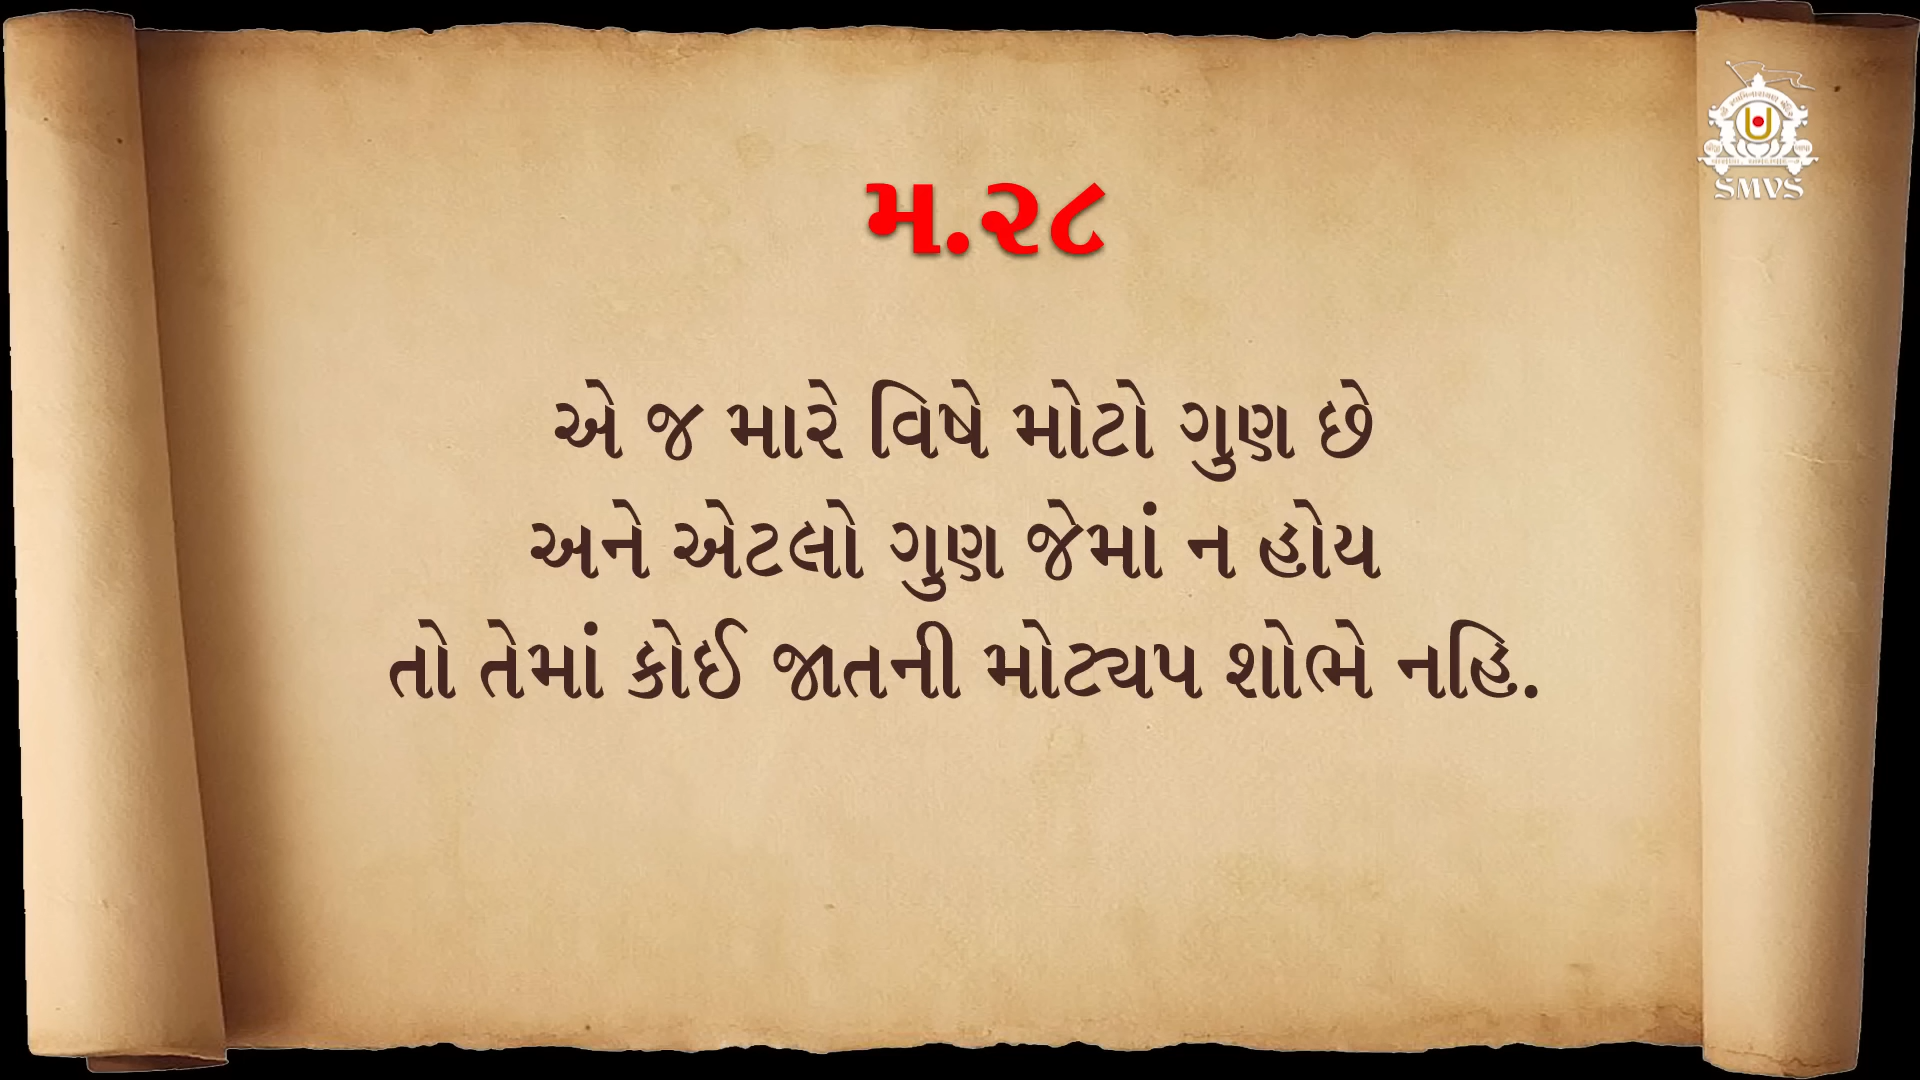 મ.૨૮
એ જ મારે વિષે મોટો ગુણ છે
અને એટલો ગુણ જેમાં ન હોય
તો તેમાં કોઈ જાતની મોટ્યપ શોભે નહિ.
SMVS